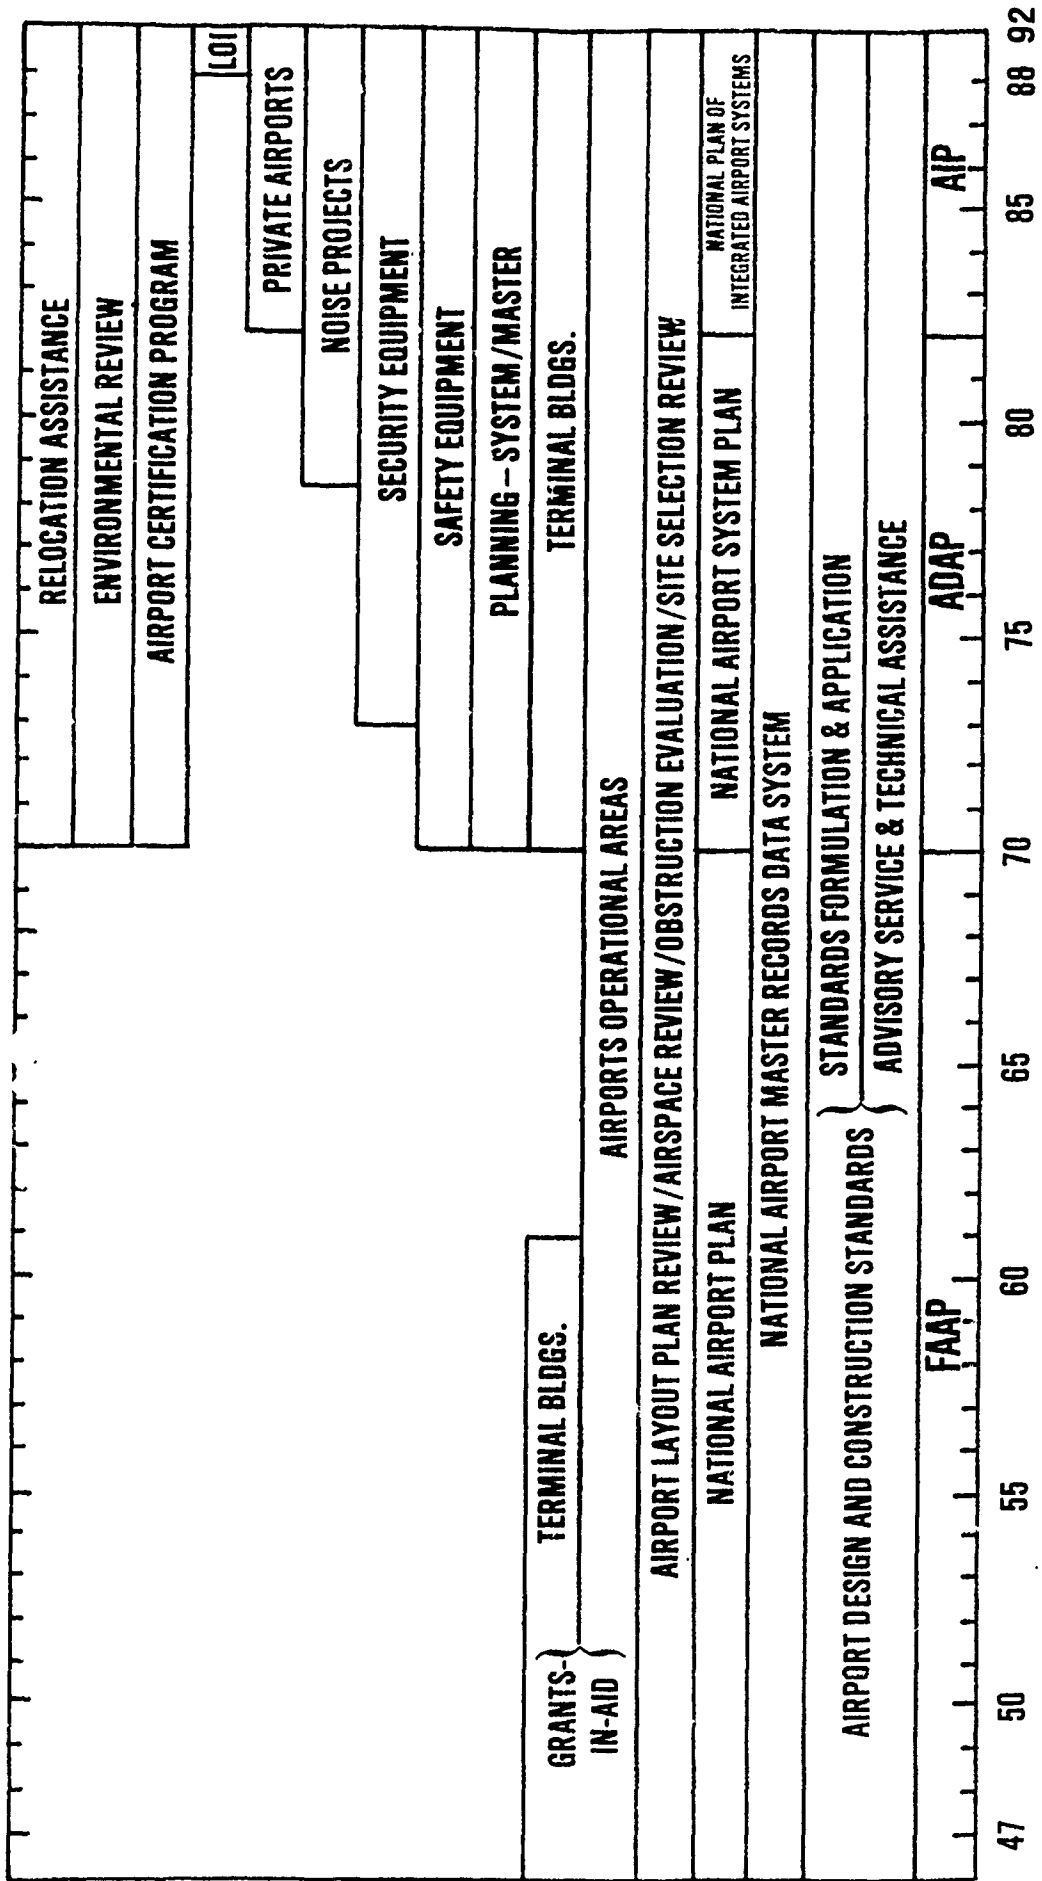 RELOCATION ASSISTANCE
ENVIRONMENTAL REVIEW
AIRPORT CERTIFICATION PROGRAM
LOI
PRIVATE AIRPORTS
NOISE PROJECTS
SECURITY EQUIPMENT
SAFETY EQUIPMENT
PLANNING – SYSTEM/MASTER
GRANTS-
IN-AID
TERMINAL BLDGS.
TERMINAL BLDGS.
AIRPORTS OPERATIONAL AREAS
AIRPORT LAYOUT PLAN REVIEW/AIRSPACE REVIEW/OBSTRUCTION EVALUATION/SITE SELECTION REVIEW
NATIONAL AIRPORT PLAN
NATIONAL AIRPORT SYSTEM PLAN
NATIONAL PLAN OF
INTEGRATED AIRPORT SYSTEMS
NATIONAL AIRPORT MASTER RECORDS DATA SYSTEM
AIRPORT DESIGN AND CONSTRUCTION STANDARDS
STANDARDS FORMULATION & APPLICATION
ADVISORY SERVICE & TECHNICAL ASSISTANCE
FAAP ADAP AIP
47 50 55 60 65 70 75 80 85 88 92